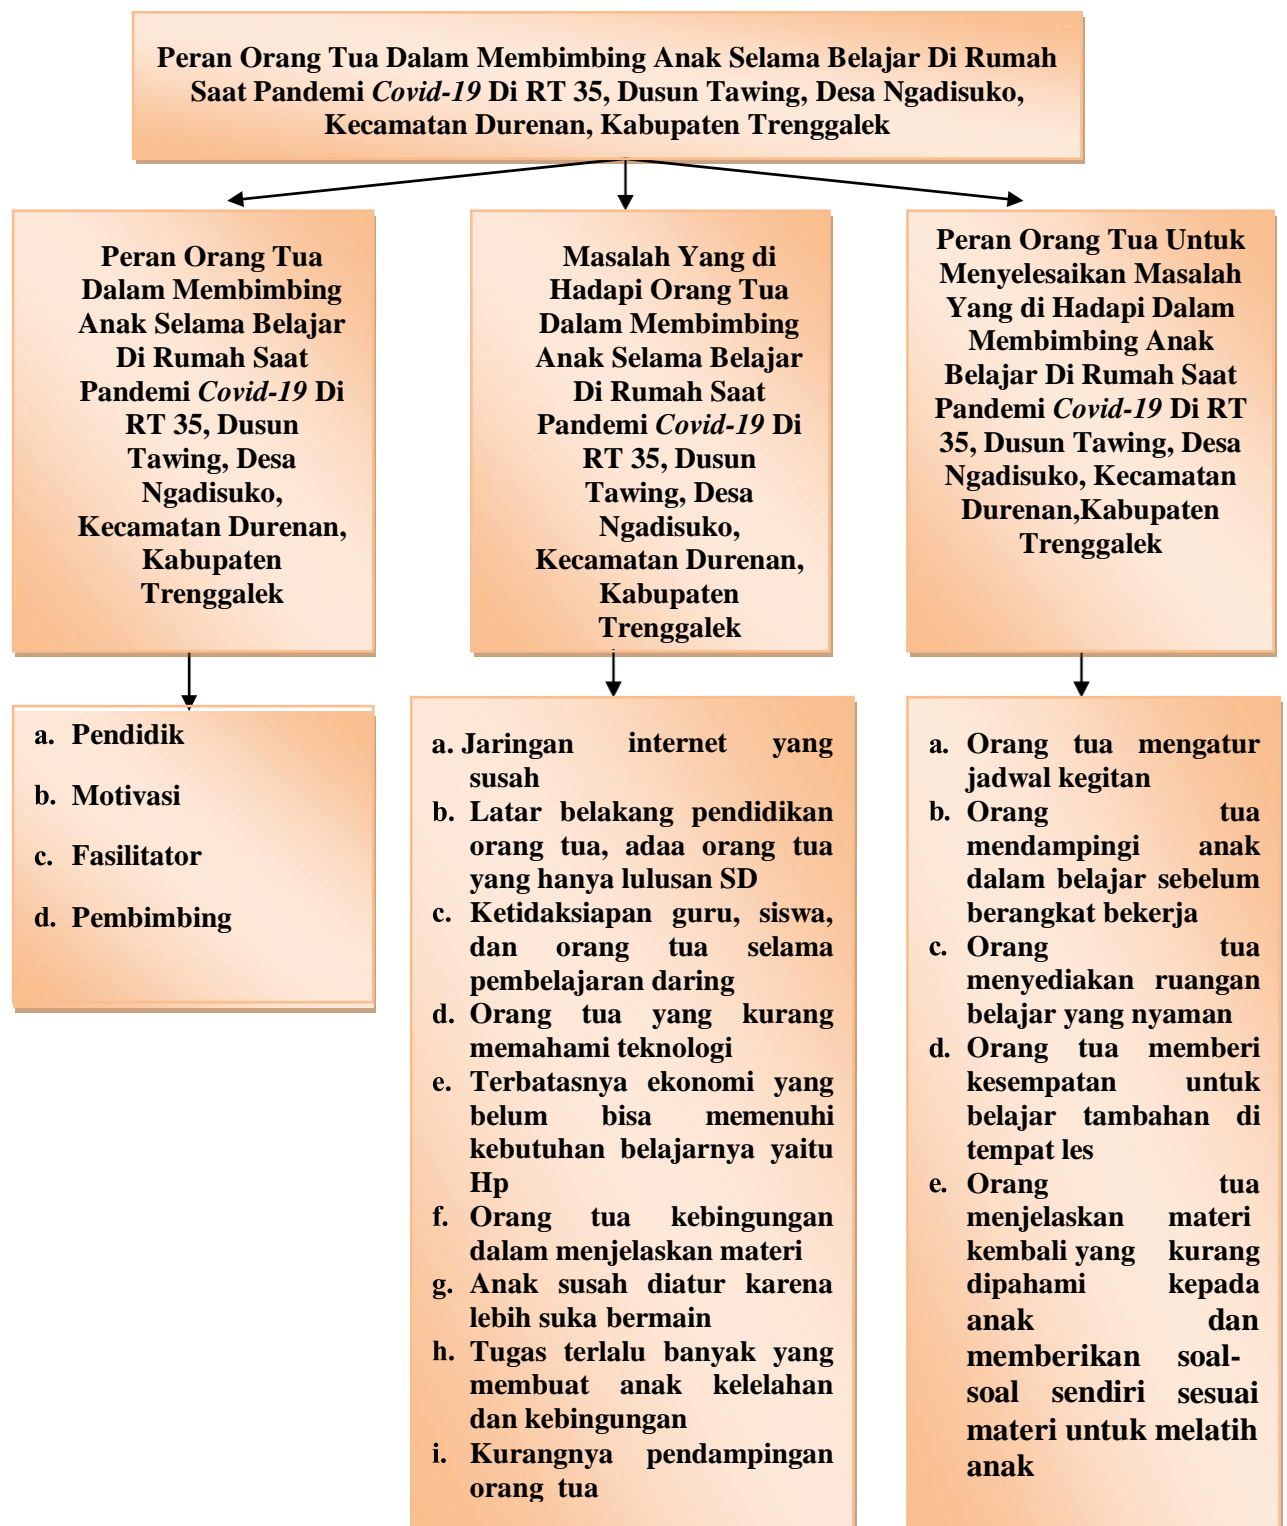 Peran Orang Tua Dalam Membimbing Anak Selama Belajar Di Rumah
Saat Pandemi Covid-19 Di RT 35, Dusun Tawing, Desa Ngadisuko,
Kecamatan Durenan, Kabupaten Trenggalek
Peran Orang Tua
Dalam Membimbing
Anak Selama Belajar
Di Rumah Saat
Pandemi Covid-19 Di
RT 35, Dusun
Tawing, Desa
Ngadisuko,
Kecamatan Durenan,
Kabupaten
Trenggalek
Masalah Yang di
Hadapi Orang Tua
Dalam Membimbing
Anak Selama Belajar
Di Rumah Saat
Pandemi Covid-19 Di
RT 35, Dusun
Tawing, Desa
Ngadisuko,
Kecamatan Durenan,
Kabupaten
Trenggalek
Peran Orang Tua Untuk
Menyelesaikan Masalah
Yang di Hadapi Dalam
Membimbing Anak
Belajar Di Rumah Saat
Pandemi Covid-19 Di RT
35, Dusun Tawing, Desa
Ngadisuko, Kecamatan
Durenan,Kabupaten
Trenggalek
a. Pendidik
b. Motivasi
c. Fasilitator
d. Pembimbing
a. Jaringan internet yang
susah
b. Latar belakang pendidikan
orang tua, adaa orang tua
yang hanya lulusan SD
c. Ketidaksiapan guru, siswa,
dan orang tua selama
pembelajaran daring
d. Orang tua yang kurang
memahami teknologi
e. Terbatasnya ekonomi yang
belum bisa memenuhi
kebutuhan belajarnya yaitu
Hp
f. Orang tua kebingungan
dalam menjelaskan materi
g. Anak susah diatur karena
lebih suka bermain
h. Tugas terlalu banyak yang
membuat anak kelelahan
dan kebingungan
i. Kurangnya pendampingan
orang tua
a. Orang tua mengatur
jadwal kegitan
b. Orang tua
mendampingi anak
dalam belajar sebelum
berangkat bekerja
c. Orang tua
menyediakan ruangan
belajar yang nyaman
d. Orang tua memberi
kesempatan untuk
belajar tambahan di
tempat les
e. Orang tua
menjelaskan materi
kembali yang kurang
dipahami kepada
anak dan
memberikan soal-
soal sendiri sesuai
materi untuk melatih
anak